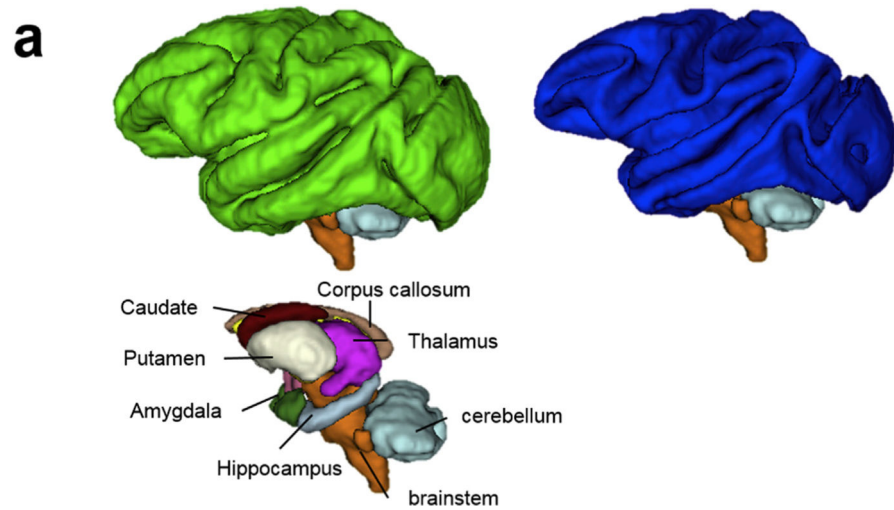 a
Corpus callosum
Caudate
Thalamus
Putamen
Amygdala
cerebellum
Hippocampus
brainstem